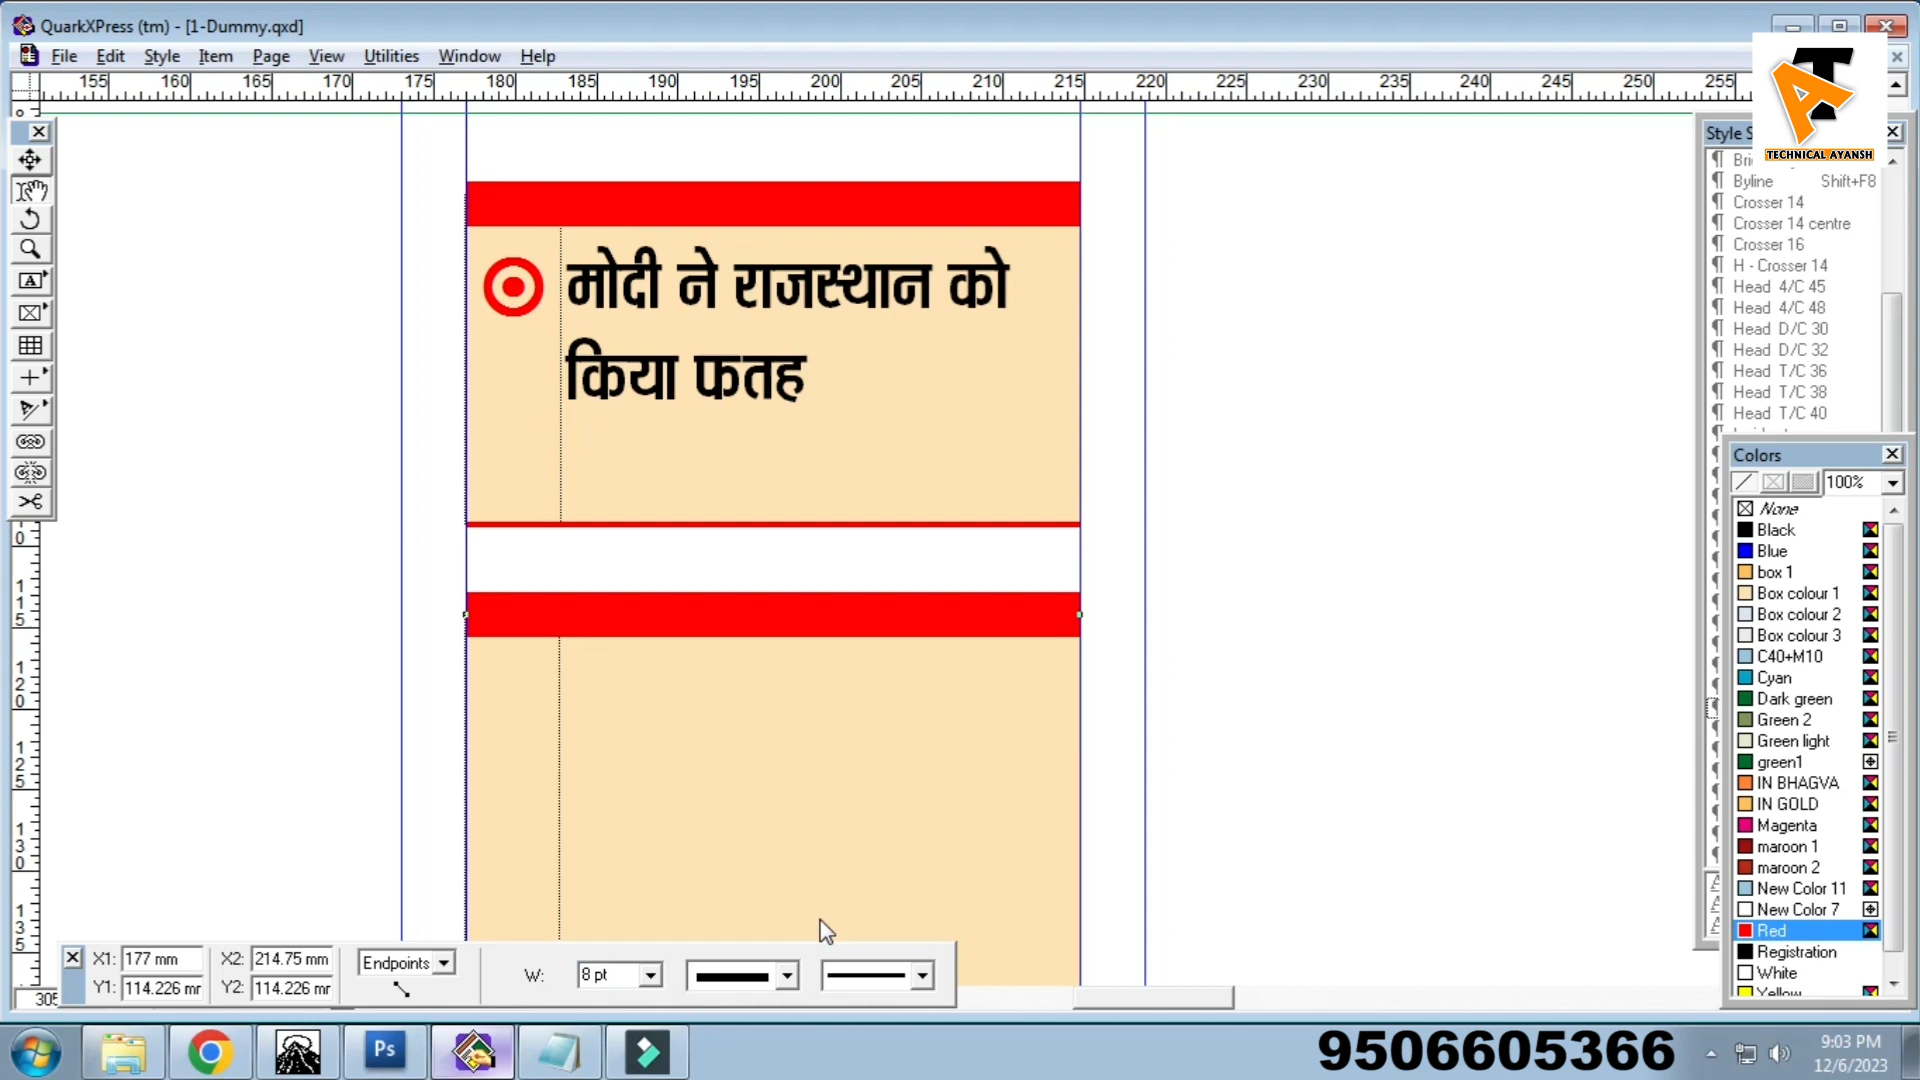 QuarkXPress (tm) - [1-Dummy.qxd]
File Edit Style Item Page View Utilities Window Help
155 160 165 170 175 180 185 190 195 200 205 210 215 220 225 230 235 240 245 250 255
TECHNICAL AYANSH
Byline Shift+F8
Crosser 14
Crosser 14 centre
Crosser 16
H - Crosser 14
Head 4/C 45
Head 4/C 48
Head D/C 30
Head D/C 32
Head T/C 36
Head T/C 38
Head T/C 40
मोदी ने राजस्थान को
किया फतह
Colors
100%
None
Black
Blue
box 1
Box colour 1
Box colour 2
Box colour 3
C40+M10
Cyan
Dark green
Green 2
Green light
green1
IN BHAGVA
IN GOLD
Magenta
maroon 1
maroon 2
New Color 11
New Color 7
Red
Registration
White
Yellow
X1: 177 mm X2: 214.75 mm Endpoints
W: 8 pt
Y1: 114.226 mr Y2: 114.226 mr
305
Ps
9506605366
9:03 PM
12/6/2023